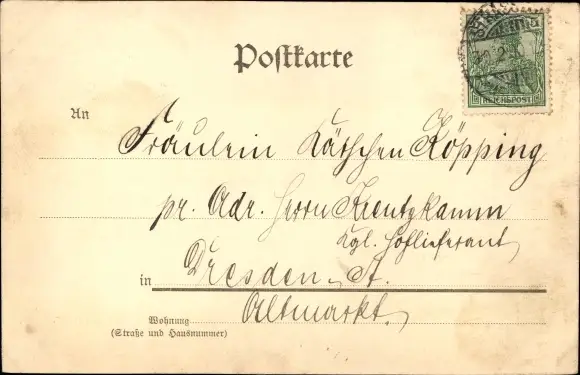 Postkarte
REICHSPOST
An
Fräulein Käthchen Köpping
pr. Adr. Herrn Kreutzkamm
Kgl. Hoflieferant
in Dresden-A.
Altmarkt.
Wohnung
(Straße und Hausnummer)